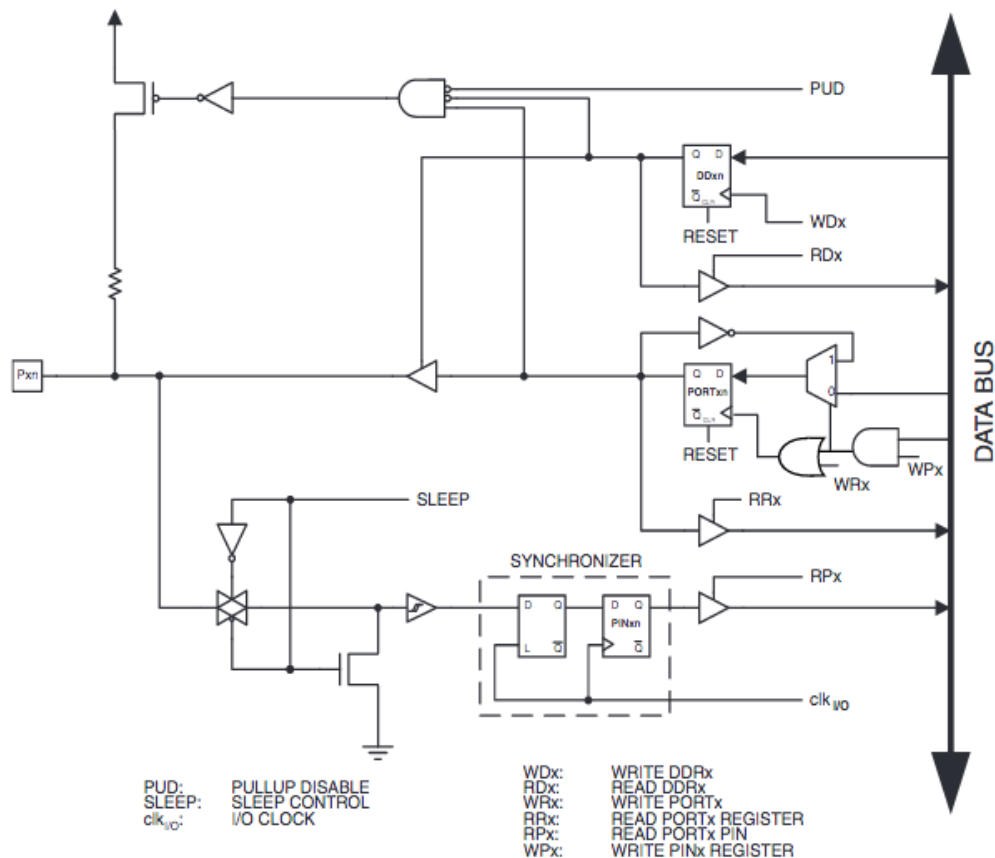 PUD
Q D
DDxn
Q CLR
WDx
RESET
RDx
Pxn
1
Q D
PORTxn
0
Q CLR
RESET
WRx
WPx
DATA BUS
SLEEP
RRx
SYNCHRONIZER
RPx
D Q
D Q
PINxn
L Q
Q
clk I/O
PUD: PULLUP DISABLE
SLEEP: SLEEP CONTROL
clk I/O: I/O CLOCK
WDx: WRITE DDRx
RDx: READ DDRx
WRx: WRITE PORTx
RRx: READ PORTx REGISTER
RPx: READ PORTx PIN
WPx: WRITE PINx REGISTER